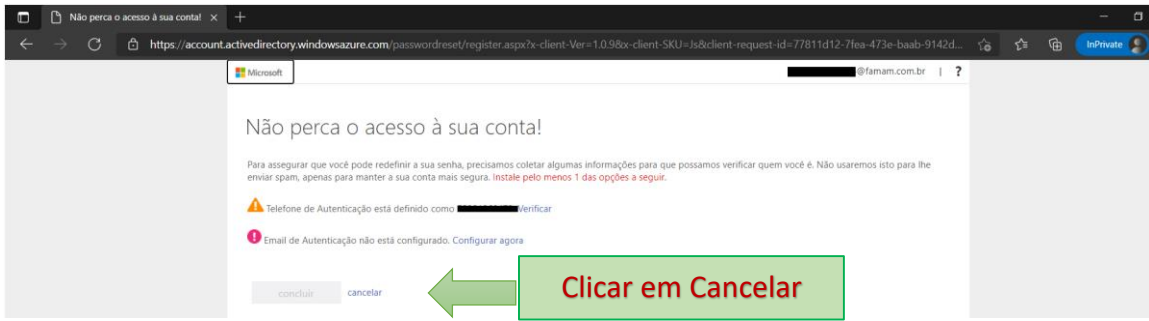 Não perca o acesso à sua conta!
https://account.activedirectory.windowsazure.com/passwordreset/register.aspx?x-client-Ver=1.0.9&x-client-SKU=Js&client-request-id=77811d12-7fea-473e-baab-9142d...
InPrivate
Microsoft
@famam.com.br | ?
Não perca o acesso à sua conta!
Para assegurar que você pode redefinir a sua senha, precisamos coletar algumas informações para que possamos verificar quem você é. Não usaremos isto para lhe
enviar spam, apenas para manter a sua conta mais segura. Instale pelo menos 1 das opções a seguir.
Telefone de Autenticação está definido como Verificar
Email de Autenticação não está configurado. Configurar agora
concluir cancelar
Clicar em Cancelar